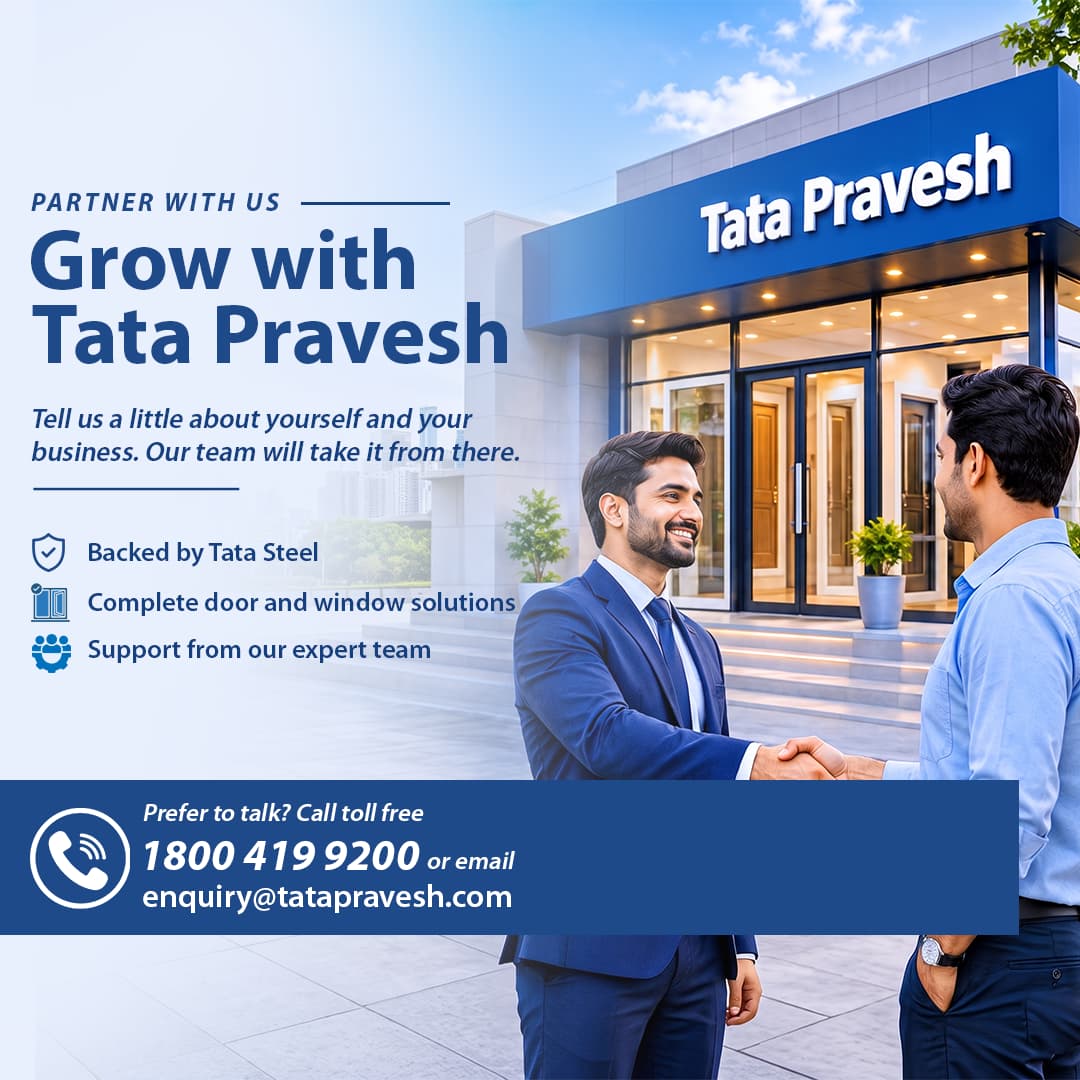 PARTNER WITH US
Grow with
Tata Pravesh
Tell us a little about yourself and your
business. Our team will take it from there.
Backed by Tata Steel
Complete door and window solutions
Support from our expert team
Tata Pravesh
Prefer to talk? Call toll free
1800 419 9200 or email
enquiry@tatapravesh.com